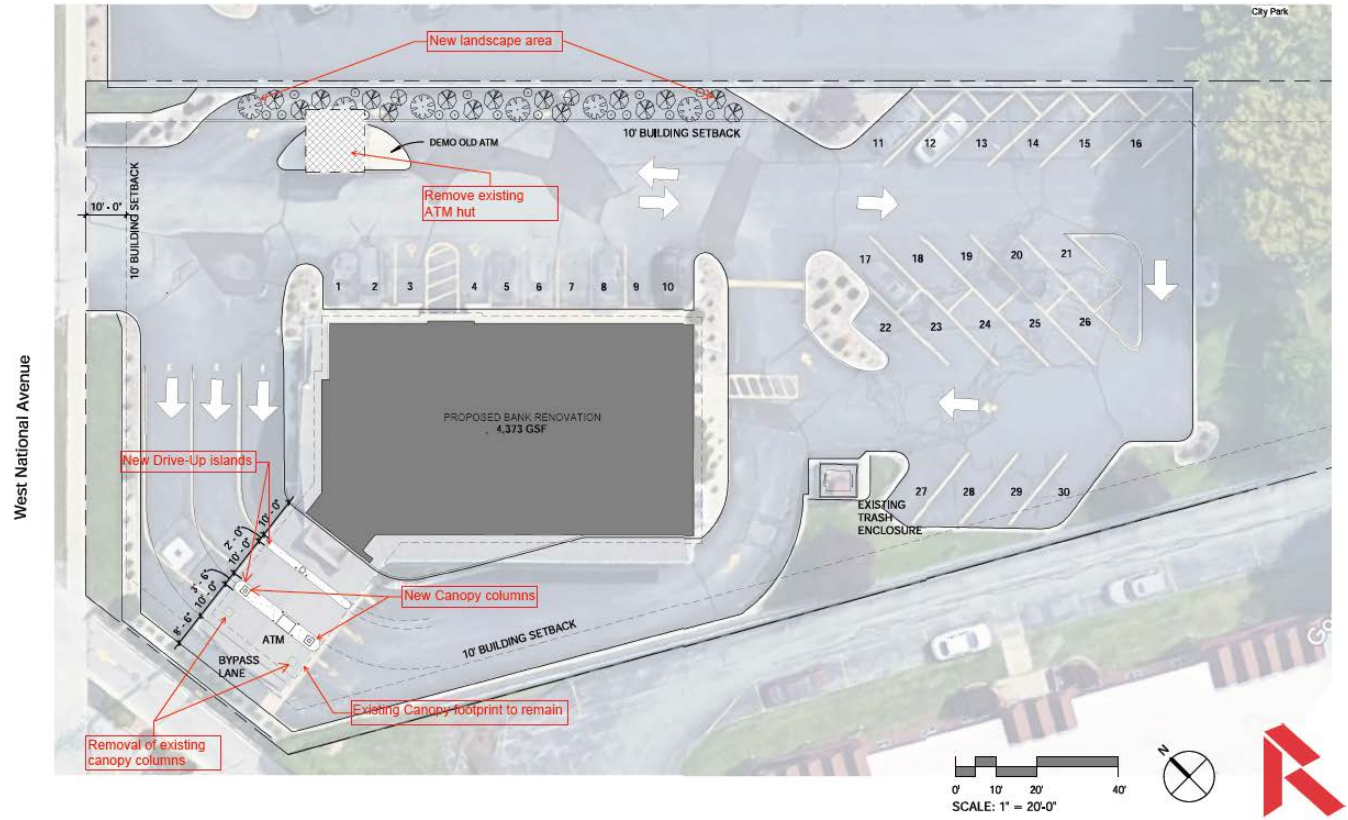 City Park
New landscape area
10' BUILDING SETBACK
DEMO OLD ATM
Remove existing
ATM hut
10' - 0"
10' BUILDING SETBACK
11
12
13
14
15
16
17
18
19
20
21
22
23
24
25
26
1
2
3
4
5
6
7
8
9
10
West National Avenue
PROPOSED BANK RENOVATION
4,373 GSF
New Drive-Up islands
10'- 0"
2' - 0"
10'- 0"
3' - 6"
10'- 0"
8' - 6"
27
28
29
30
EXISTING
TRASH
ENCLOSURE
New Canopy columns
ATM
BYPASS
LANE
10' BUILDING SETBACK
Existing Canopy footprint to remain
Removal of existing
canopy columns
Go
0'
10'
20'
40'
SCALE: 1" = 20'-0"
N
R